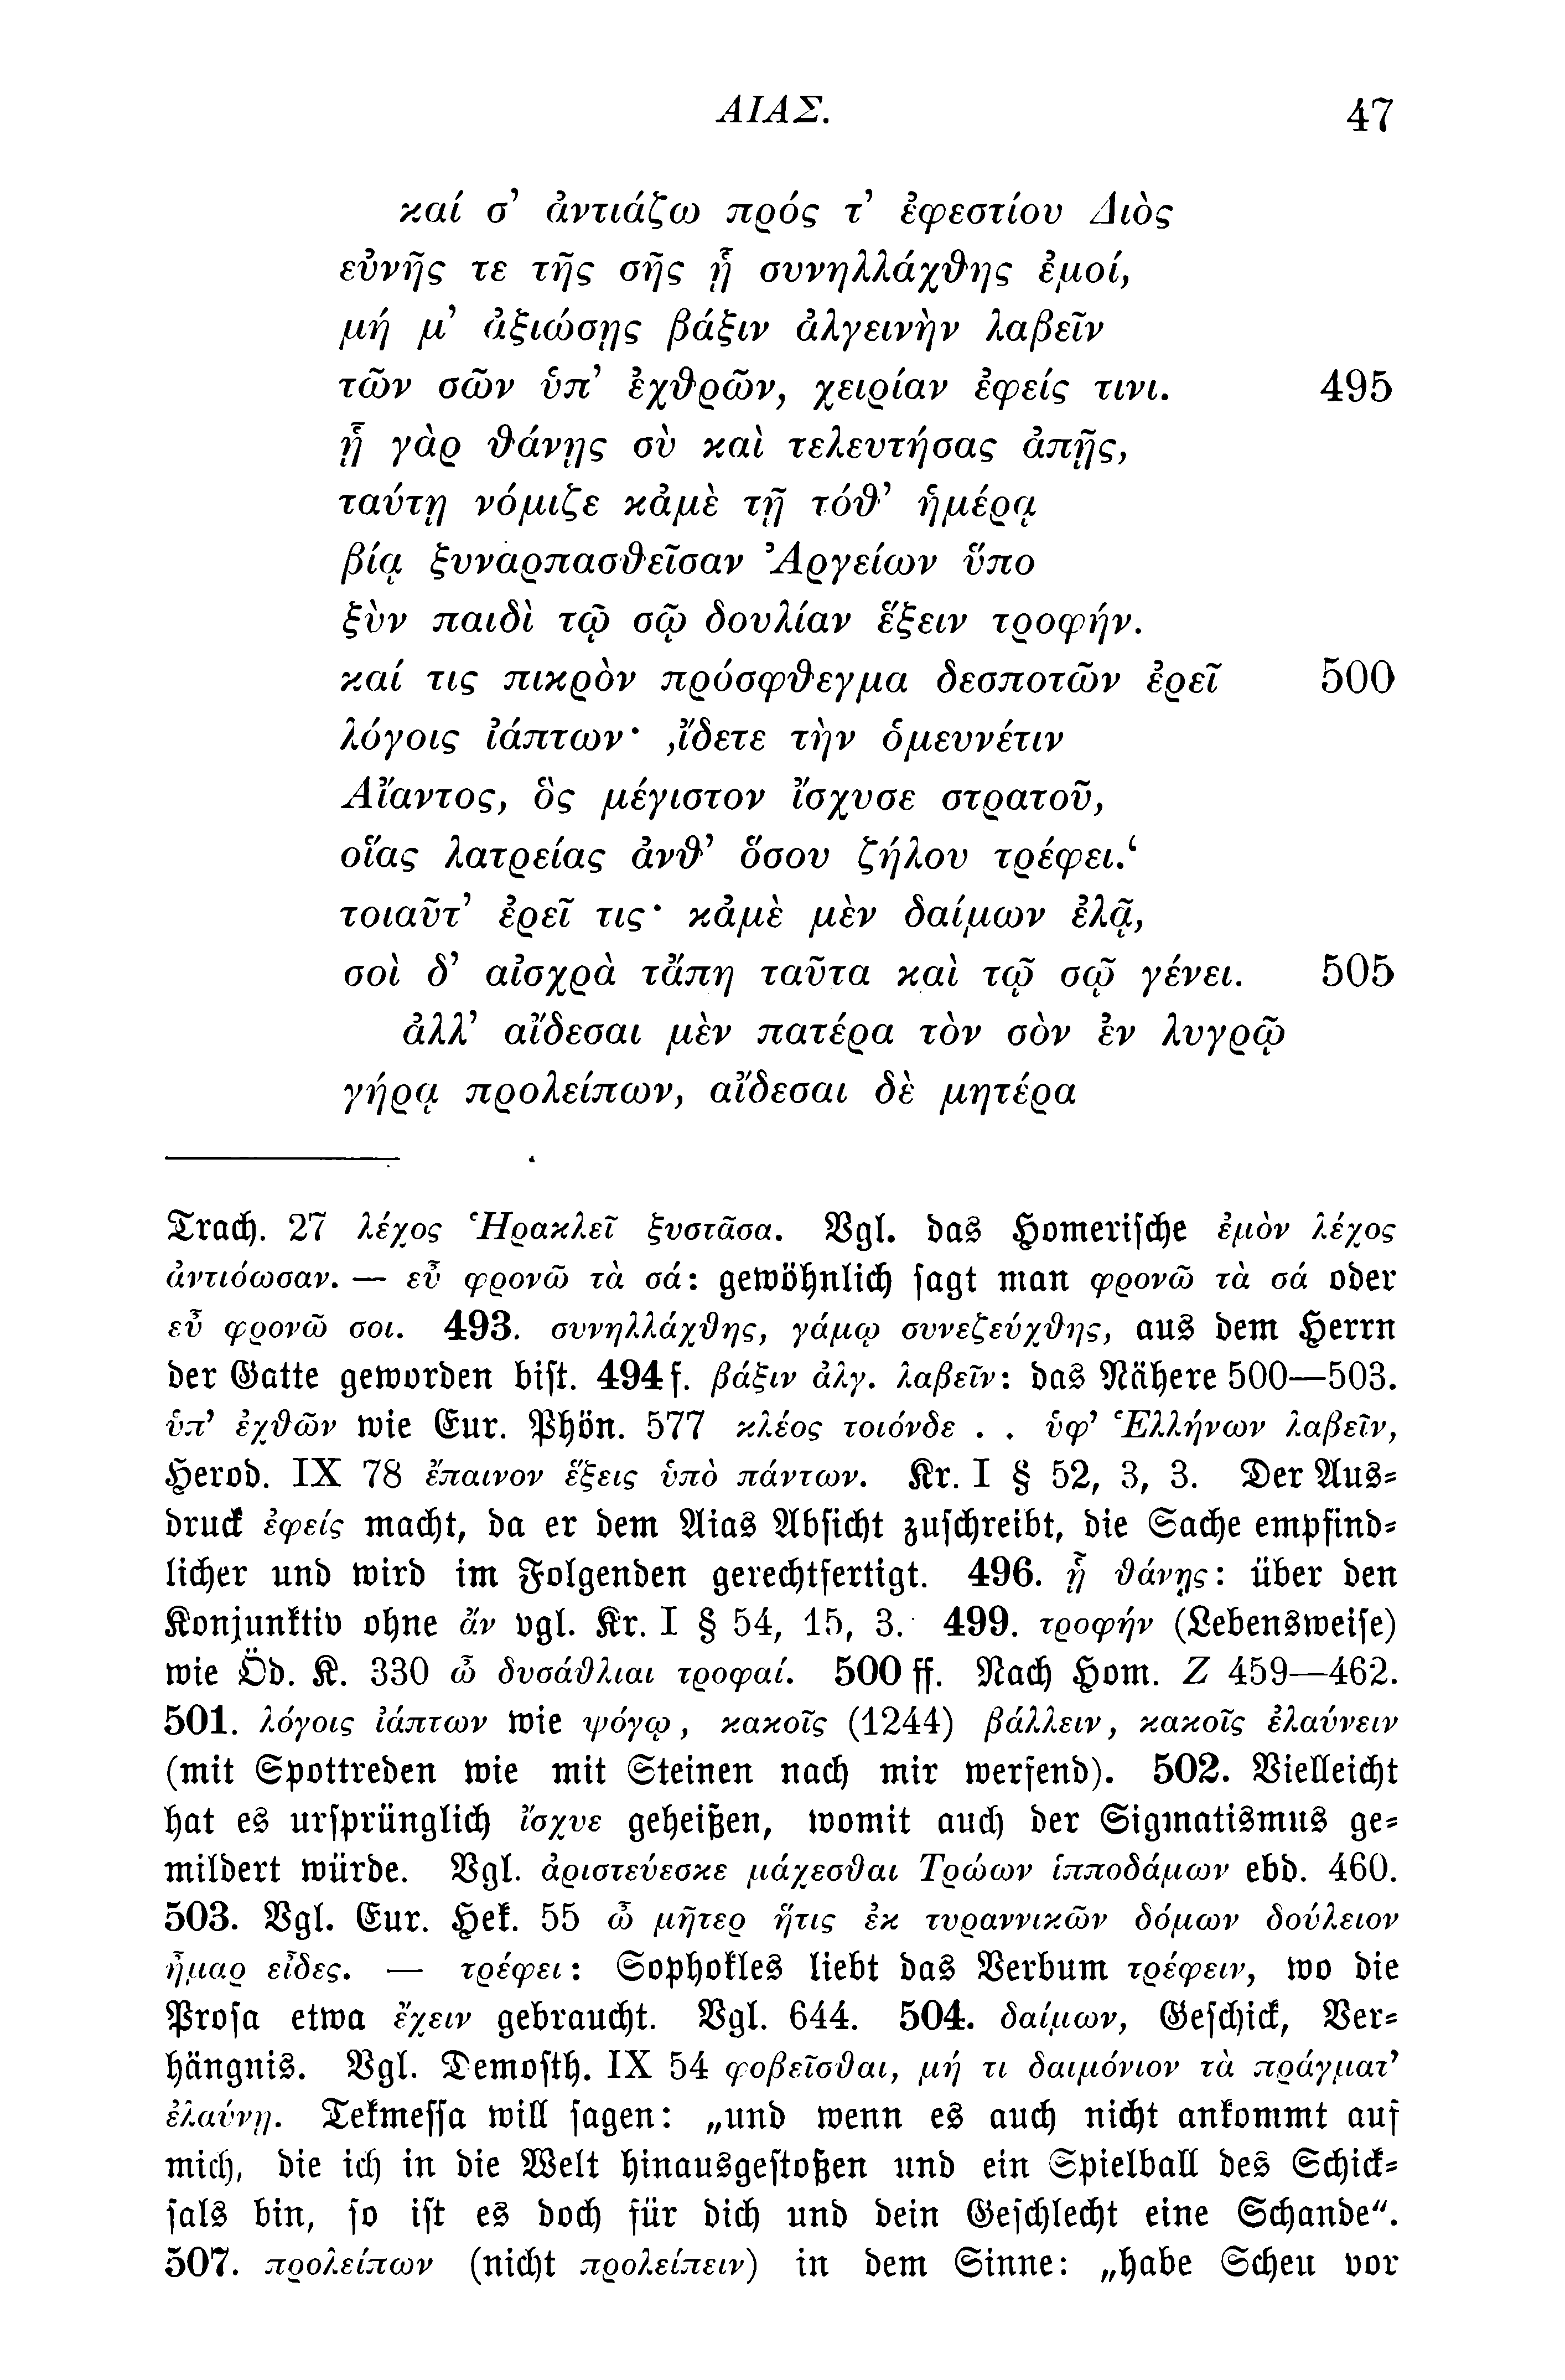 ΑΙΑΣ. 47
καί σ’ ἀντιάζω πρός τ’ ἐφεστίου Διὸς
εὐνῆς τε τῆς σῆς ᾗ συνηλλάχθης ἐμοί,
μή μ’ ἀξιώσῃς βάξιν ἀλγεινὴν λαβεῖν
τῶν σῶν ὑπ’ ἐχθρῶν, χειρίαν ἐφείς τινι. 495
ᾗ γὰρ θάνῃς σὺ καὶ τελευτήσας ἀπῇς,
ταύτῃ νόμιζε κἀμὲ τῇ τόθ’ ἡμέρᾳ
βίᾳ ξυναρπασθεῖσαν Ἀργείων ὕπο
ξὺν παιδὶ τῷ σῷ δουλίαν ἕξειν τροφήν.
καί τις πικρὸν πρόσφθεγμα δεσποτῶν ἐρεῖ 500
λόγοις ἰάπτων· ‚ἴδετε τὴν ὁμευνέτιν
Αἴαντος, ὃς μέγιστον ἴσχυσε στρατοῦ,
οἵας λατρείας ἀνθ’ ὅσου ζήλου τρέφει.‘
τοιαῦτ’ ἐρεῖ τις· κἀμὲ μὲν δαίμων ἐλᾷ,
σοὶ δ’ αἰσχρὰ τἄπη ταῦτα καὶ τῷ σῷ γένει. 505
ἀλλ’ αἴδεσαι μὲν πατέρα τὸν σὸν ἐν λυγρῷ
γήρᾳ προλείπων, αἴδεσαι δὲ μητέρα
Trach. 27 λέχος Ἡρακλεῖ ξυστᾶσα. Vgl. das Homerische ἐμὸν λέχος
ἀντιόωσαν. — εὖ φρονῶ τὰ σά: gewöhnlich sagt man φρονῶ τὰ σά oder
εὖ φρονῶ σοι. 493. συνηλλάχθης, γάμῳ συνεζεύχθης, aus dem Herrn
der Gatte geworden bist. 494 f. βάξιν ἀλγ. λαβεῖν: das Nähere 500—503.
ὑπ’ ἐχθῶν wie Eur. Phön. 577 κλέος τοιόνδε . . ὑφ’ Ἑλλήνων λαβεῖν,
Herod. IX 78 ἔπαινον ἕξεις ὑπὸ πάντων. Kr. I § 52, 3, 3. Der Aus-
druck ἐφείς macht, da er dem Aias Absicht zuschreibt, die Sache empfind-
licher und wird im Folgenden gerechtfertigt. 496. ᾗ θάνῃς: über den
Konjunktiv ohne ἄν vgl. Kr. I § 54, 15, 3. 499. τροφήν (Lebensweise)
wie Öd. K. 330 ὦ δυσάθλιαι τροφαί. 500 ff. Nach Hom. Z 459—462.
501. λόγοις ἰάπτων wie ψόγῳ, κακοῖς (1244) βάλλειν, κακοῖς ἐλαύνειν
(mit Spottreden wie mit Steinen nach mir werfend). 502. Vielleicht
hat es ursprünglich ἴσχυε geheißen, womit auch der Sigmatismus ge-
mildert würde. Vgl. ἀριστεύεσκε μάχεσθαι Τρώων ἱπποδάμων ebd. 460.
503. Vgl. Eur. Hek. 55 ὦ μῆτερ ἥτις ἐκ τυραννικῶν δόμων δούλειον
ἦμαρ εἶδες. — τρέφει: Sophokles liebt das Verbum τρέφειν, wo die
Prosa etwa ἔχειν gebraucht. Vgl. 644. 504. δαίμων, Geschick, Ver-
hängnis. Vgl. Demosth. IX 54 φοβεῖσθαι, μή τι δαιμόνιον τὰ πράγματ’
ἐλαύνῃ. Tekmessa will sagen: „und wenn es auch nicht ankommt auf
mich, die ich in die Welt hinausgestoßen und ein Spielball des Schick-
sals bin, so ist es doch für dich und dein Geschlecht eine Schande“.
507. προλείπων (nicht προλείπειν) in dem Sinne: „habe Scheu vor